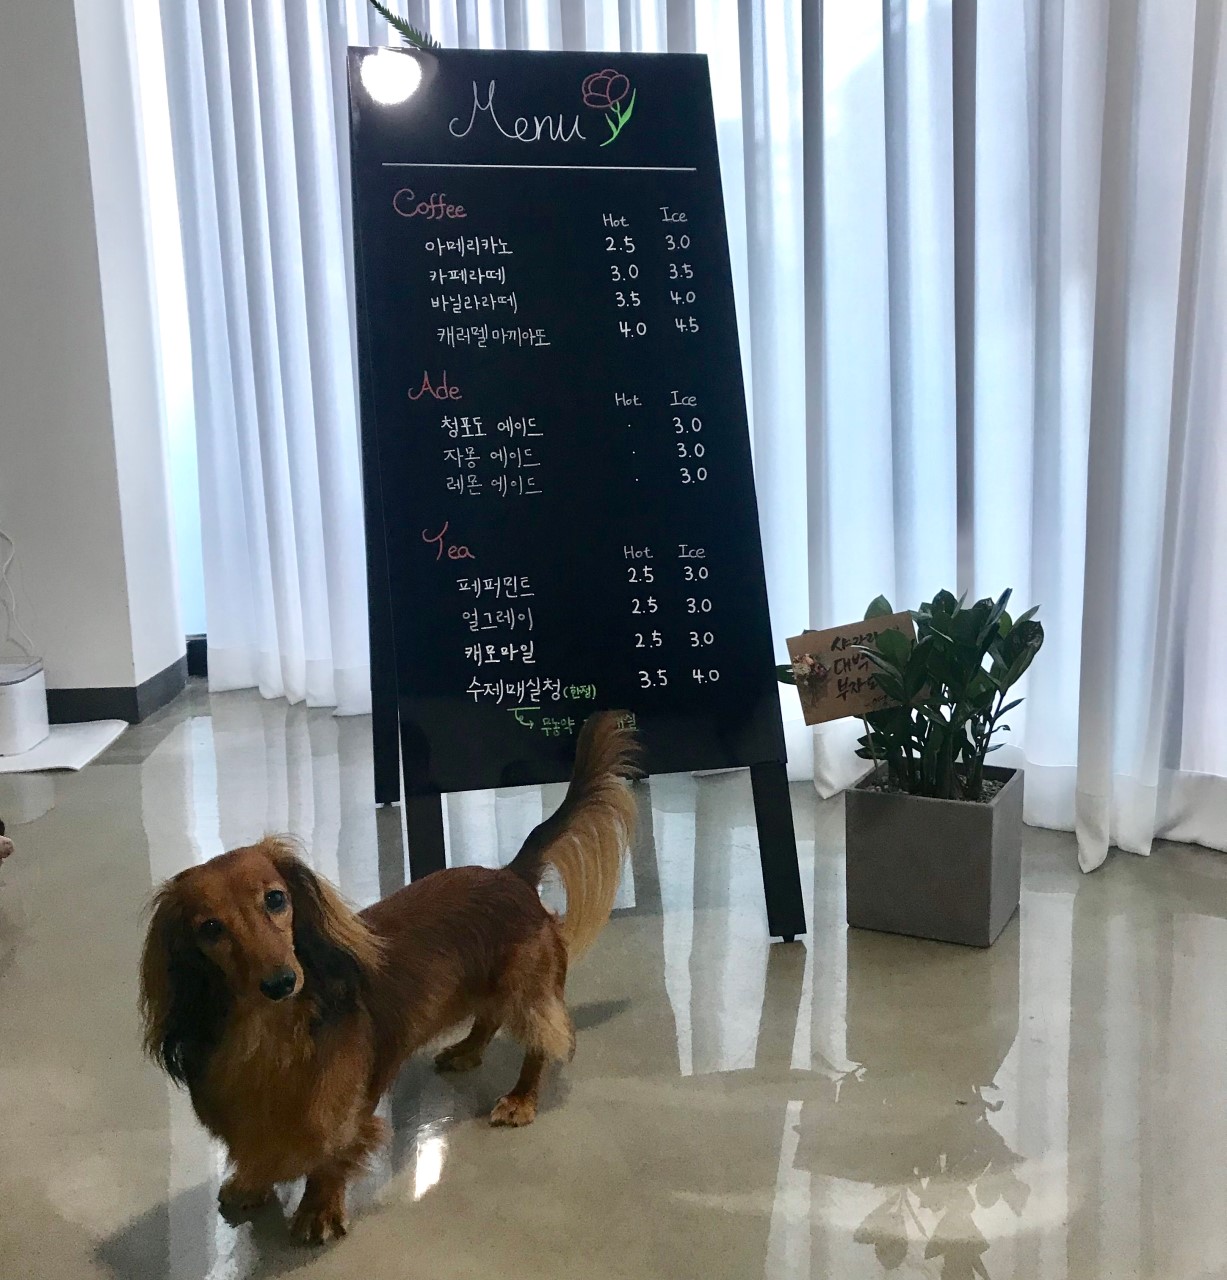 Menu
Coffee Hot Ice
아메리카노 2.5 3.0
카페라떼 3.0 3.5
바닐라라떼 3.5 4.0
캐러멜마끼아또 4.0 4.5
Ade Hot Ice
청포도 에이드 · 3.0
자몽 에이드 · 3.0
레몬 에이드 · 3.0
Tea Hot Ice
페퍼민트 2.5 3.0
얼그레이 2.5 3.0
캐모마일 2.5 3.0
수제매실청(한정) 3.5 4.0
무농약
대박
부자